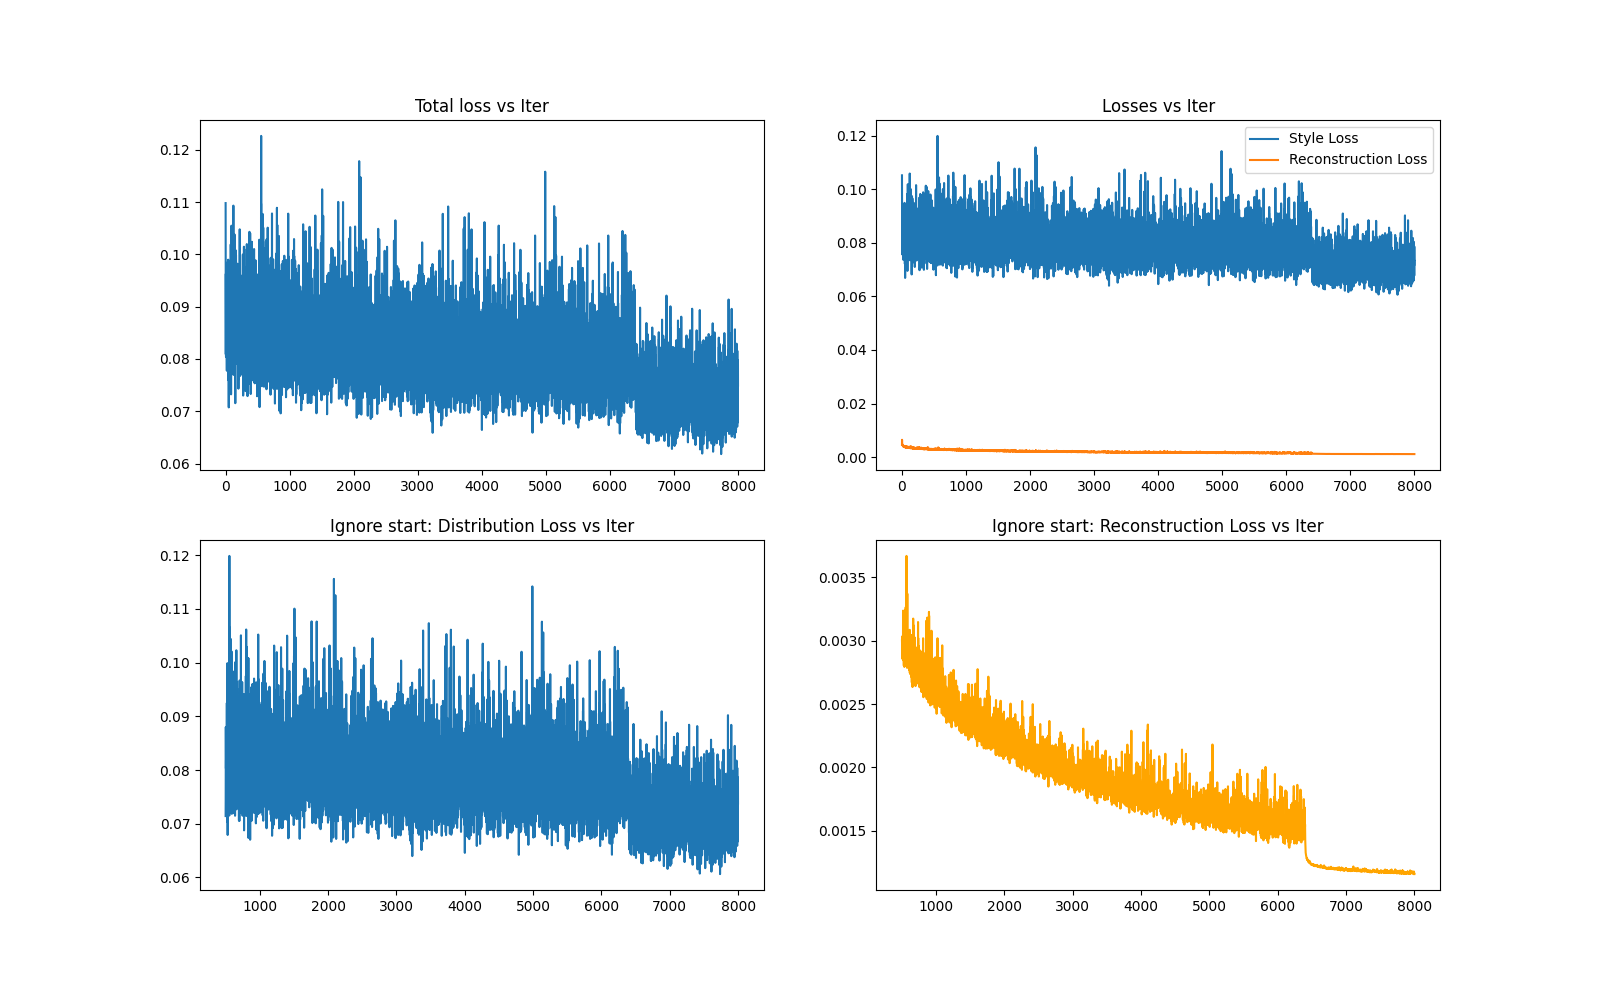 Total loss vs Iter
0.12
0.11
0.10
0.09
0.08
0.07
0.06
0 1000 2000 3000 4000 5000 6000 7000 8000
Losses vs Iter
Style Loss
Reconstruction Loss
0.12
0.10
0.08
0.06
0.04
0.02
0.00
0 1000 2000 3000 4000 5000 6000 7000 8000
Ignore start: Distribution Loss vs Iter
0.12
0.11
0.10
0.09
0.08
0.07
0.06
1000 2000 3000 4000 5000 6000 7000 8000
Ignore start: Reconstruction Loss vs Iter
0.0035
0.0030
0.0025
0.0020
0.0015
1000 2000 3000 4000 5000 6000 7000 8000